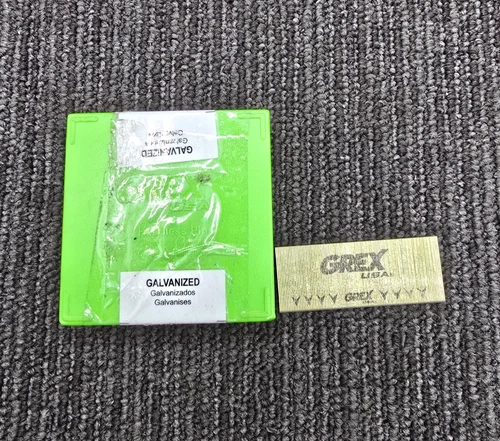 GALVANIZED
GALVANIZED
Galvanizados
Galvanises
GREX
USA
GREX